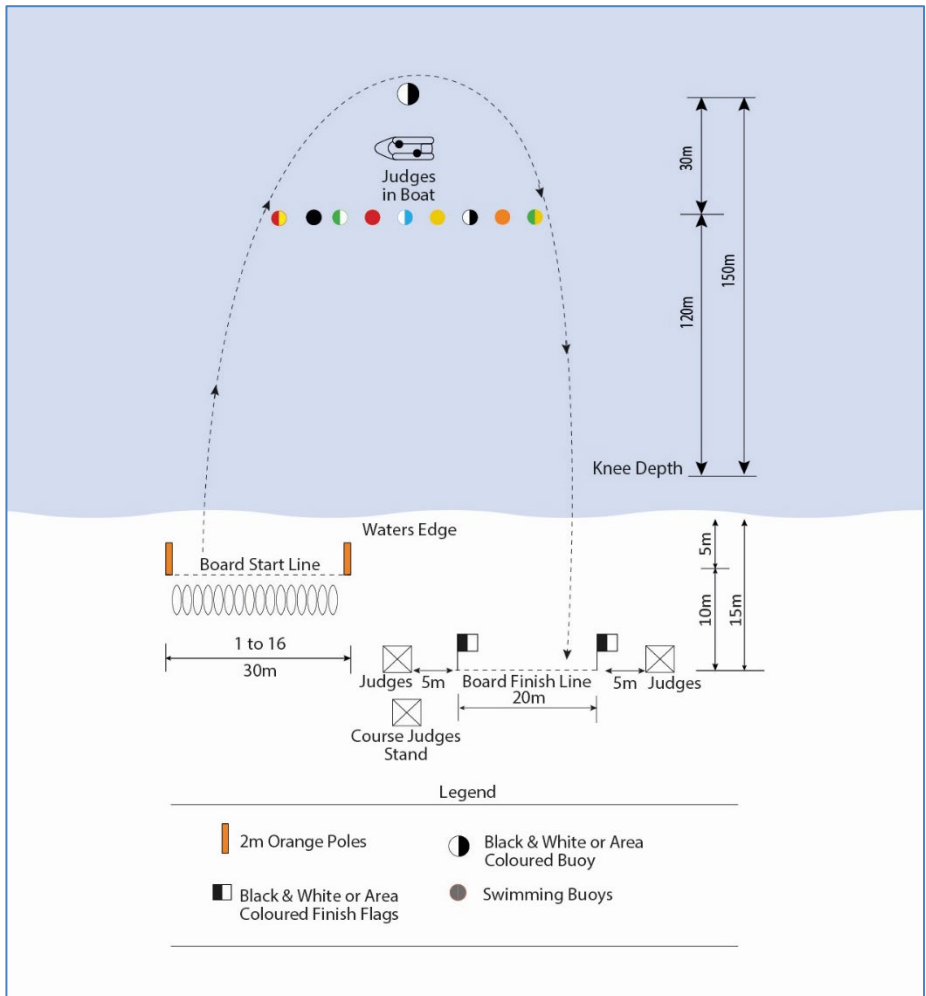 30m
Judges
in Boat
150m
120m
Knee Depth
Waters Edge
5m
Board Start Line
10m
15m
1 to 16
30m
Judges
5m
Board Finish Line
5m
Judges
20m
Course Judges
Stand
Legend
2m Orange Poles
Black & White or Area
Coloured Buoy
Black & White or Area
Coloured Finish Flags
Swimming Buoys